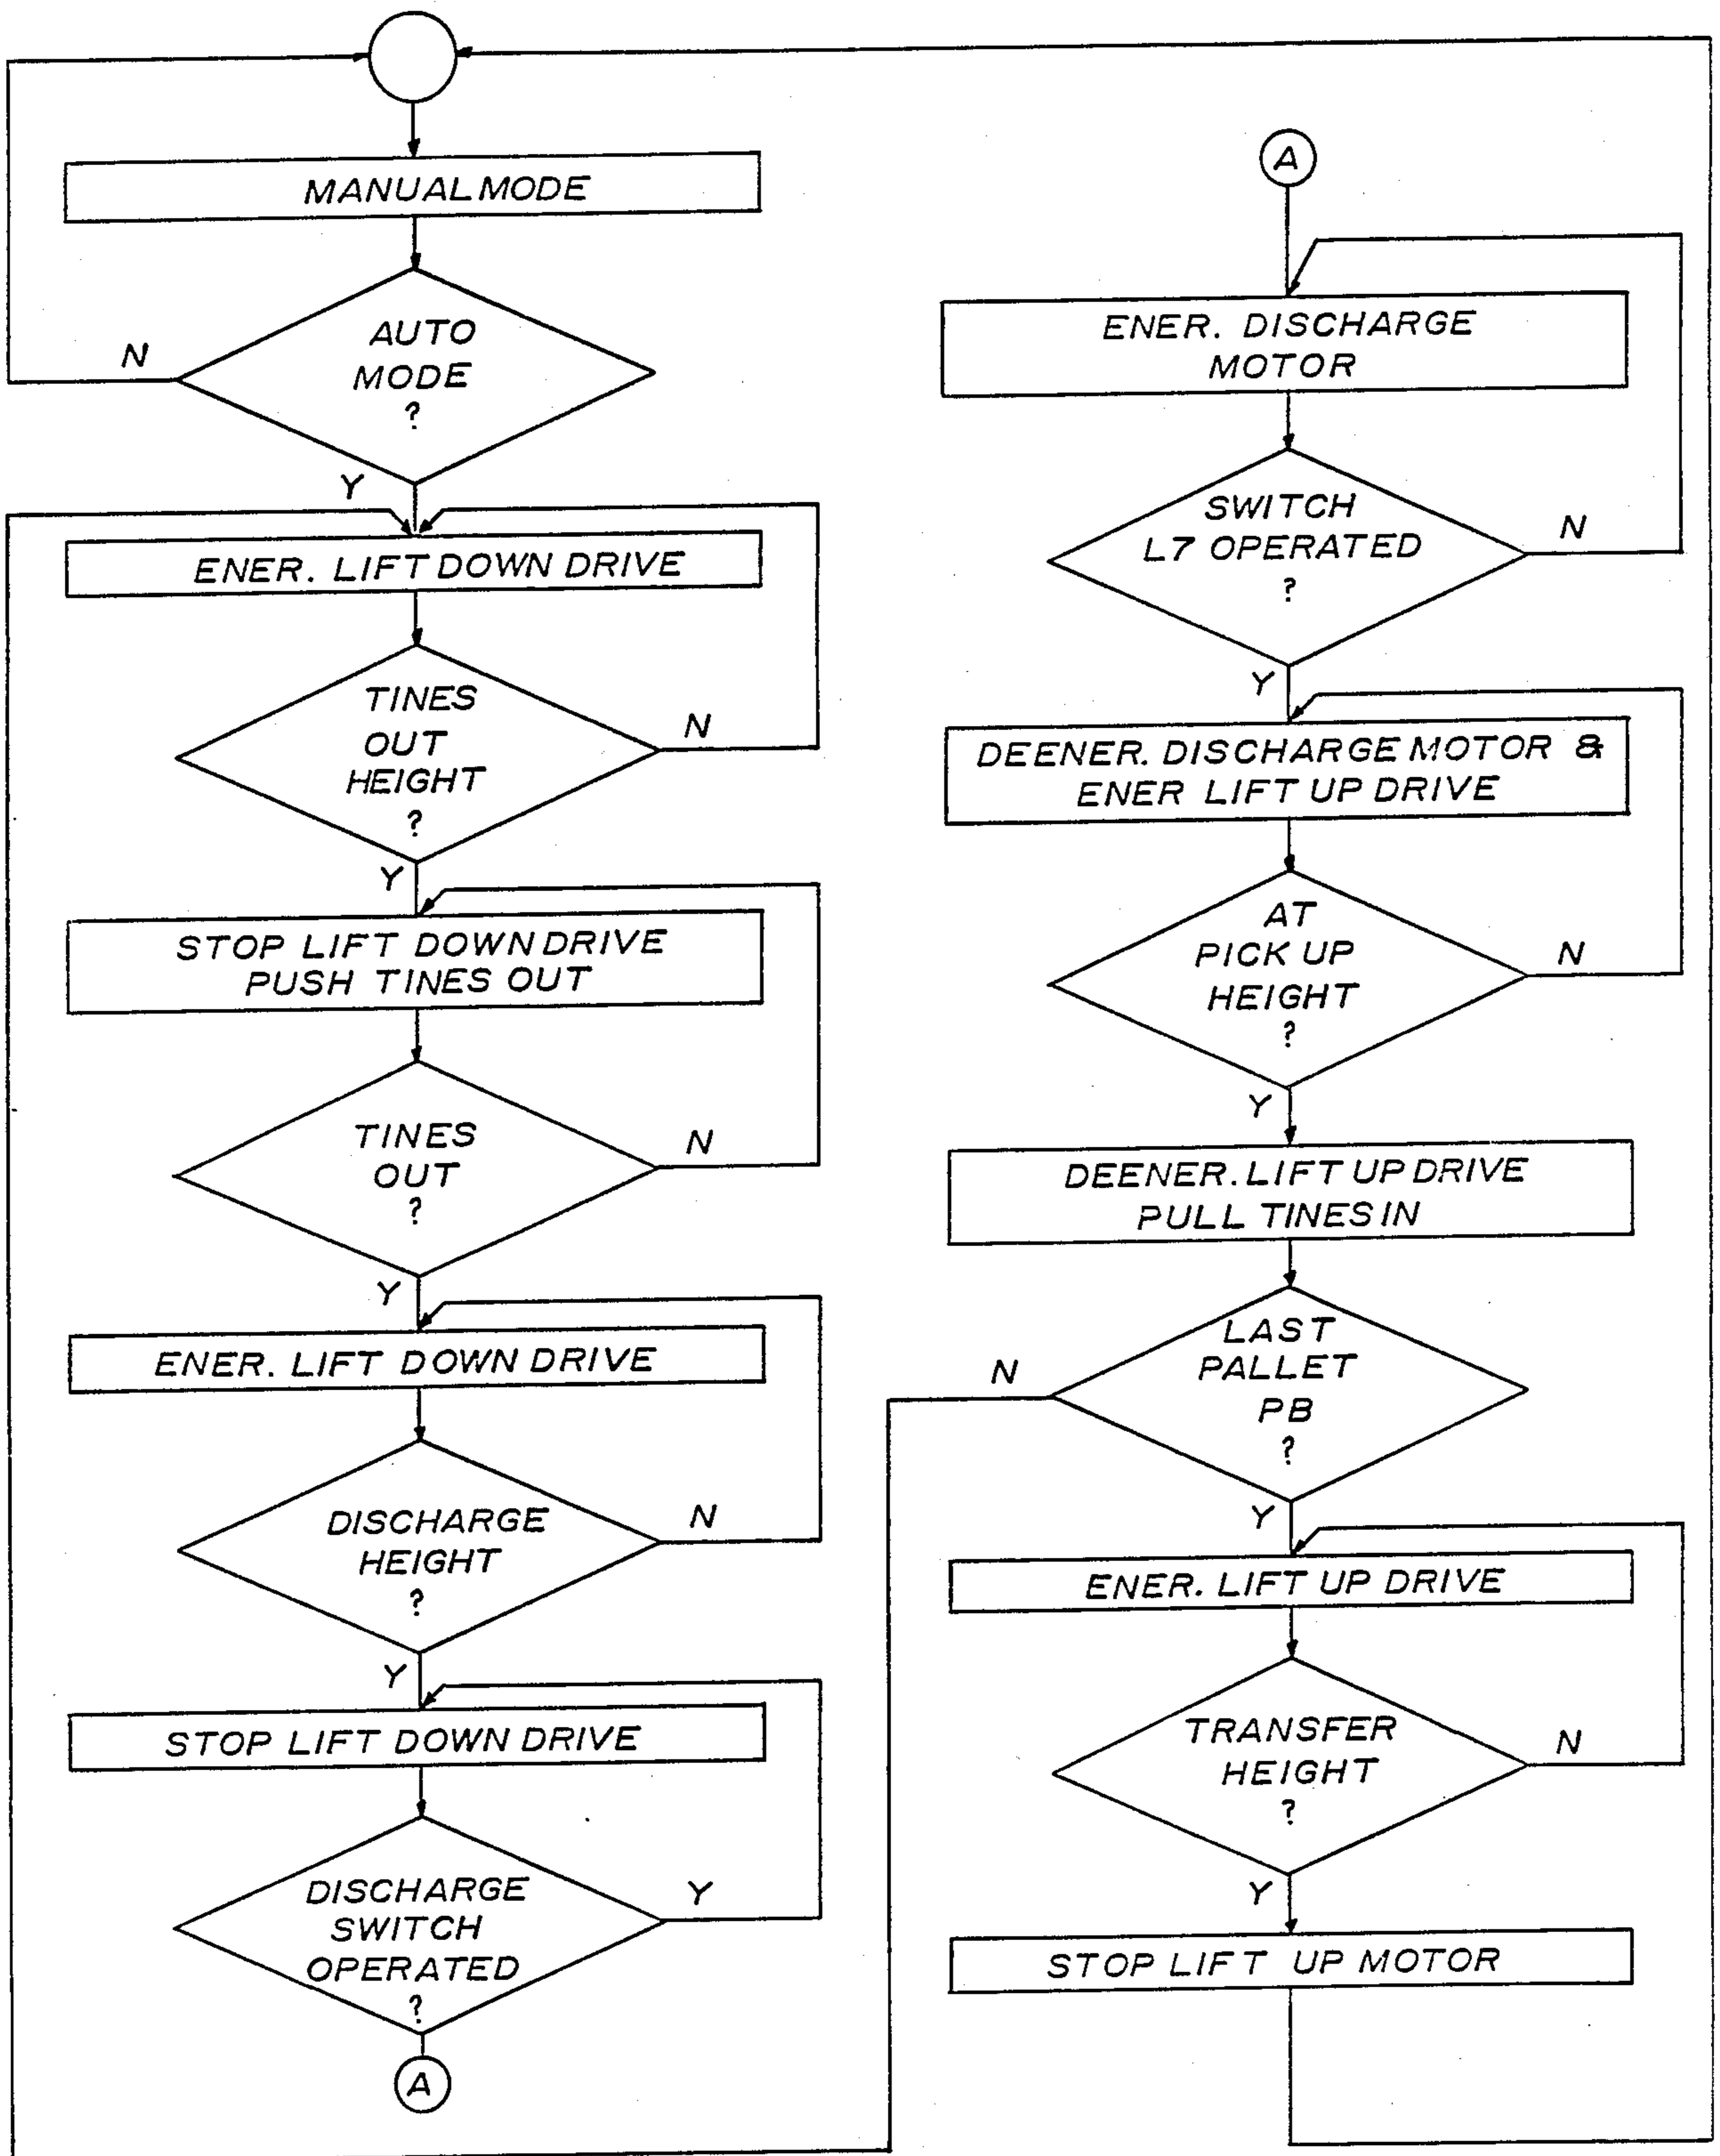 MANUAL MODE
AUTO
MODE
?
N
Y
ENER. LIFT DOWN DRIVE
TINES
OUT
HEIGHT
?
N
Y
STOP LIFT DOWN DRIVE
PUSH TINES OUT
TINES
OUT
?
N
Y
ENER. LIFT DOWN DRIVE
DISCHARGE
HEIGHT
?
N
Y
STOP LIFT DOWN DRIVE
DISCHARGE
SWITCH
OPERATED
?
Y
A
A
ENER. DISCHARGE
MOTOR
SWITCH
L7 OPERATED
?
N
Y
DEENER. DISCHARGE MOTOR &
ENER LIFT UP DRIVE
AT
PICK UP
HEIGHT
?
N
Y
DEENER. LIFT UP DRIVE
PULL TINES IN
LAST
PALLET
PB
?
N
Y
ENER. LIFT UP DRIVE
TRANSFER
HEIGHT
?
N
Y
STOP LIFT UP MOTOR